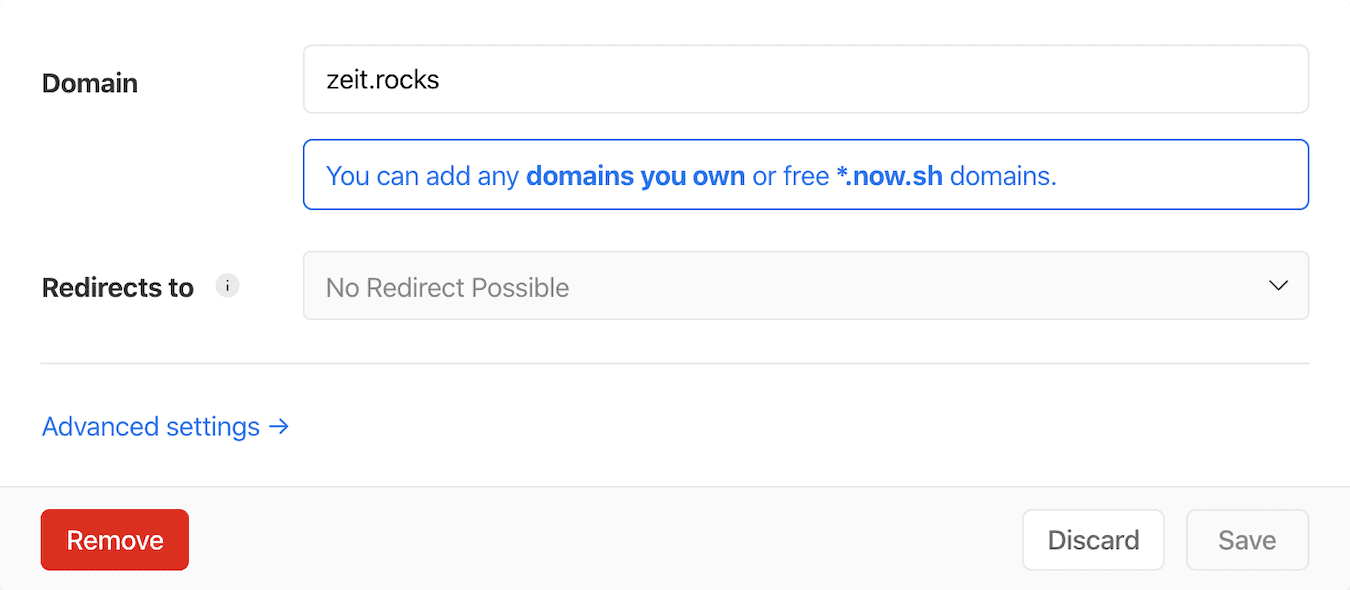 Domain
zeit.rocks
You can add any domains you own or free *.now.sh domains.
Redirects to i
No Redirect Possible
Advanced settings →
Remove
Discard
Save